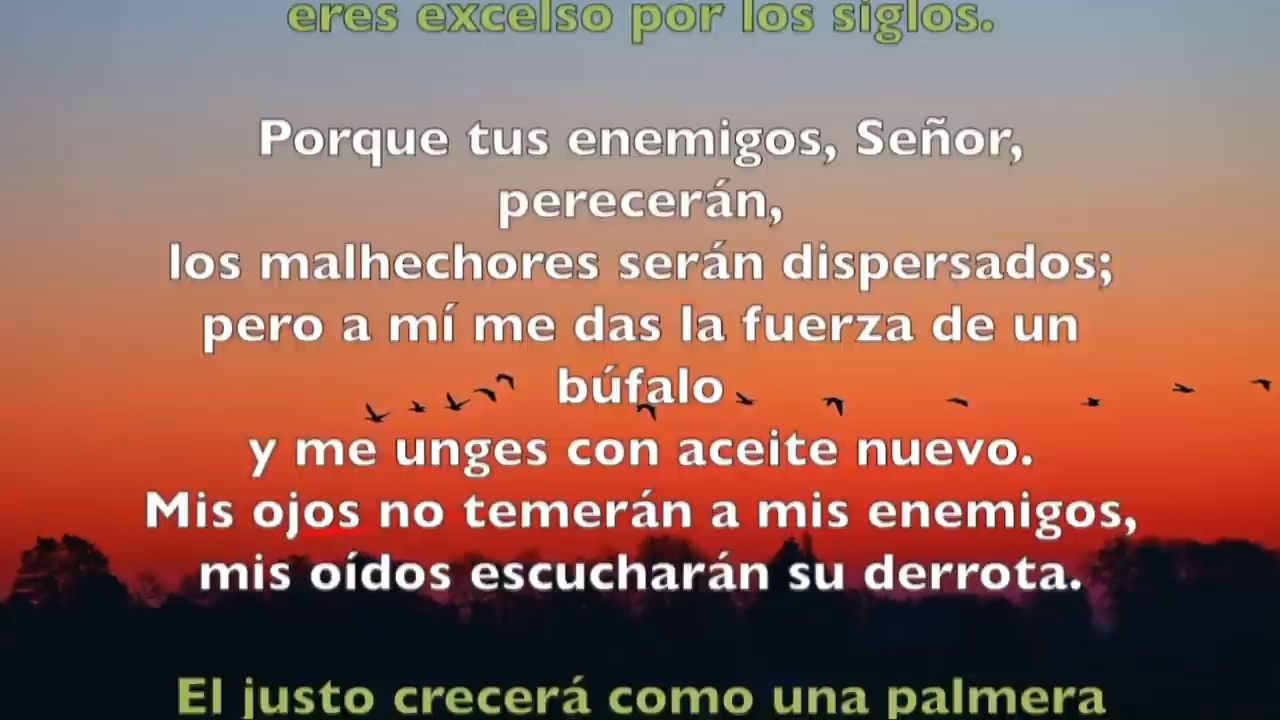 eres excelso por los siglos.
Porque tus enemigos, Señor,
perecerán,
los malhechores serán dispersados;
pero a mí me das la fuerza de un
búfalo
y me unges con aceite nuevo.
Mis ojos no temerán a mis enemigos,
mis oídos escucharán su derrota.
El justo crecerá como una palmera